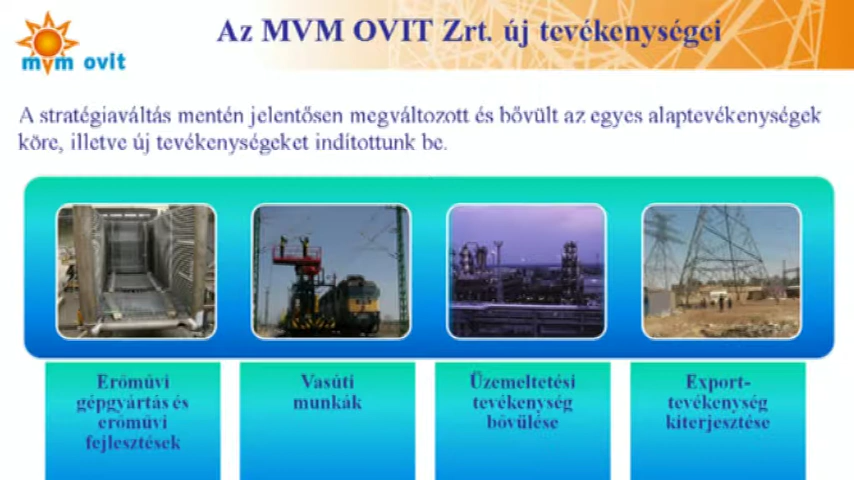 mvm ovit
Az MVM OVIT Zrt. új tevékenységei
A stratégiaváltás mentén jelentősen megváltozott és bővült az egyes alaptevékenységek
köre, illetve új tevékenységeket indítottunk be.
Erőművi
gépgyártás és
erőművi
fejlesztések
Vasúti
munkák
Üzemeltetési
tevékenység
bővülése
Export-
tevékenység
kiterjesztése